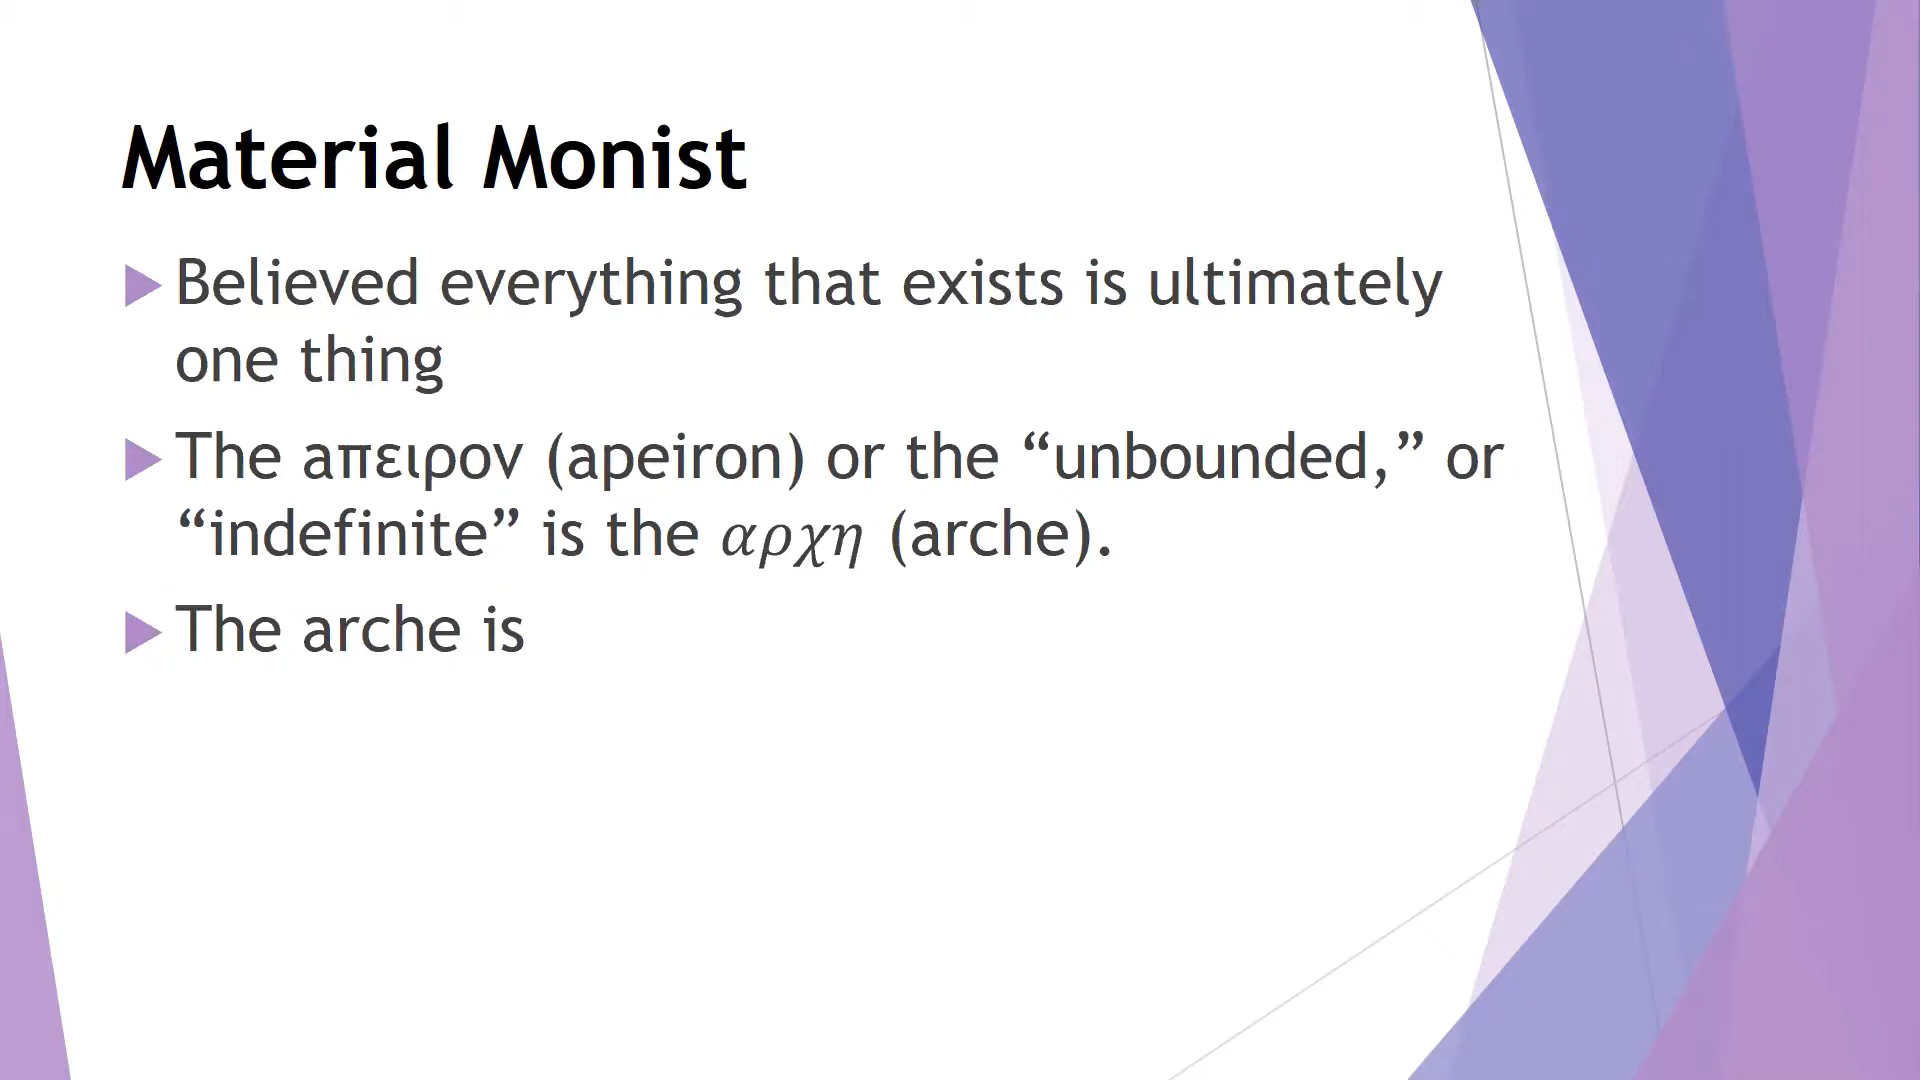 Material Monist
Believed everything that exists is ultimately
one thing
The απειρον (apeiron) or the “unbounded,” or
“indefinite” is the αρχη (arche).
The arche is